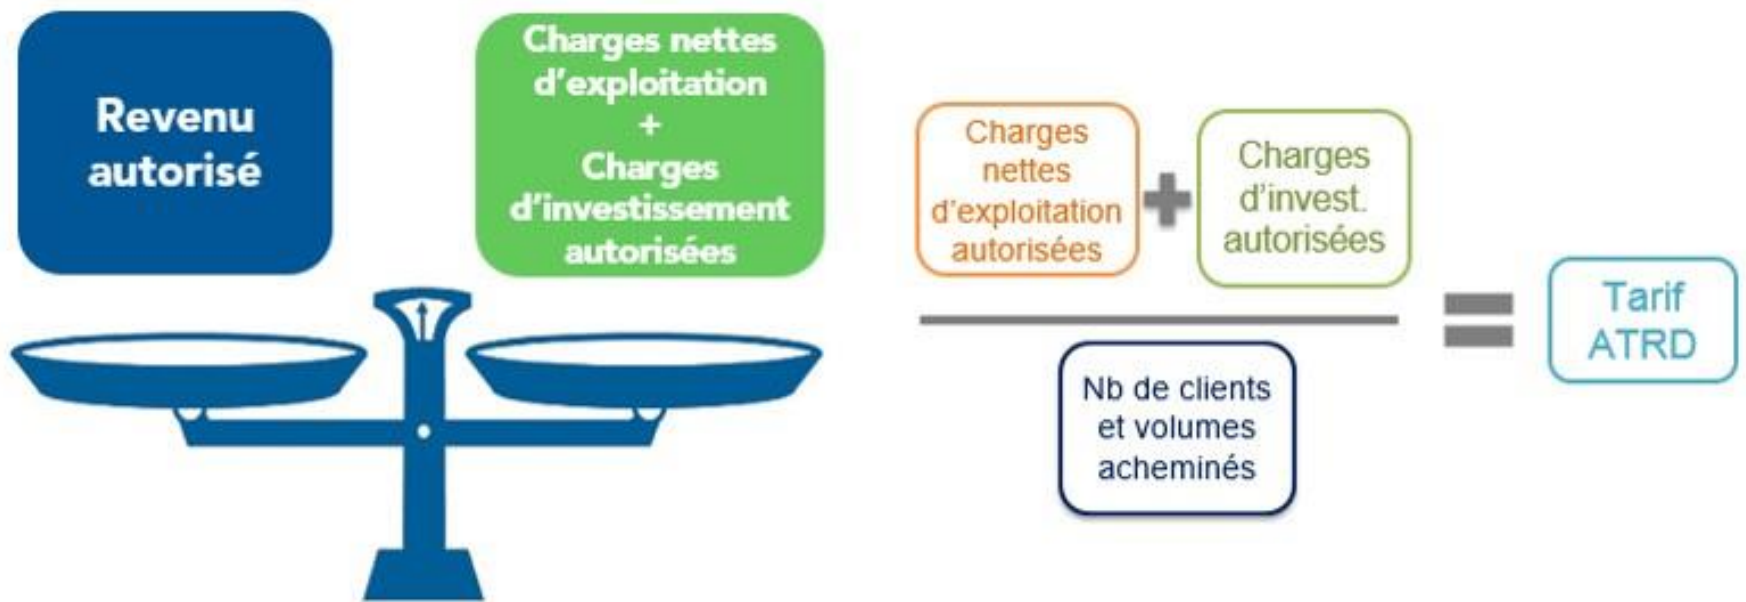 Revenu
autorisé
Charges nettes
d’exploitation
+
Charges
d’investissement
autorisées
Charges
nettes
d’exploitation
autorisées
+
Charges
d’invest.
autorisées
=
Tarif
ATRD
Nb de clients
et volumes
acheminés